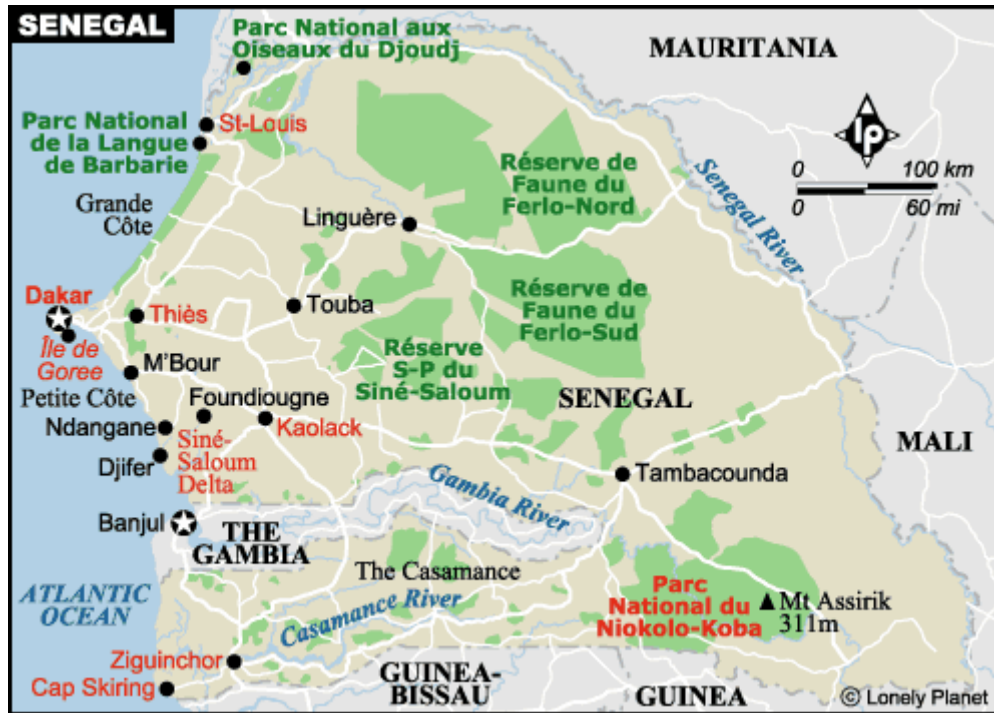 SENEGAL
Parc National aux
Oiseaux du Djoudj
MAURITANIA
lp
Parc National
de la Langue
de Barbarie
St-Louis
0 100 km
0 60 mi
Réserve de
Faune du
Ferlo-Nord
Senegal River
Grande
Côte
Linguère
Dakar
Thiès
Touba
Réserve de
Faune du
Ferlo-Sud
Île de
Goree
M'Bour
Réserve
S-P du
Siné-Saloum
Petite Côte
Foundiougne
SENEGAL
Ndangane
Kaolack
MALI
Siné-
Saloum
Delta
Djifer
Tambacounda
Gambia River
Banjul
THE
GAMBIA
The Casamance
ATLANTIC
OCEAN
Casamance River
Parc
National du
Niokolo-Koba
Mt Assirik
311m
Ziguinchor
Cap Skiring
GUINEA-
BISSAU
GUINEA
© Lonely Planet